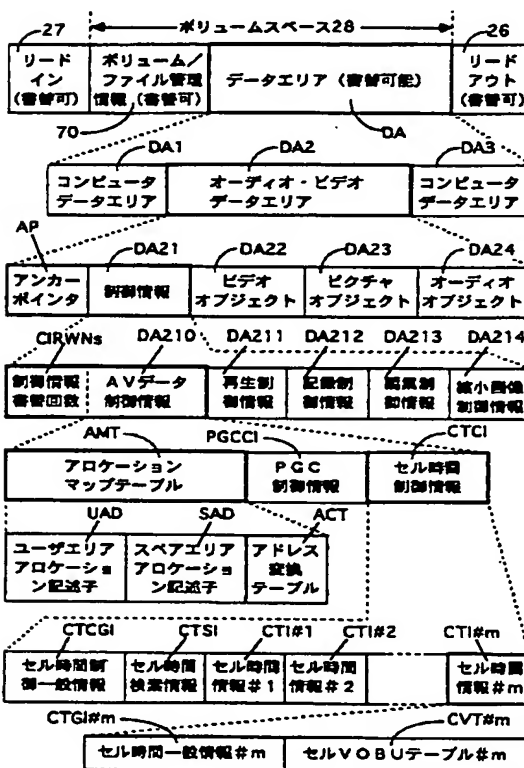 27
ボリュームスペース28
26
リード
イン
(書替可)
ボリューム/
ファイル管理
情報(書替可)
データエリア(書替可能)
リード
アウト
(書替可)
70
DA
DA1
DA2
DA3
コンピュータ
データエリア
オーディオ・ビデオ
データエリア
コンピュータ
データエリア
AP
DA21
DA22
DA23
DA24
アンカー
ポインタ
制御情報
ビデオ
オブジェクト
ピクチャ
オブジェクト
オーディオ
オブジェクト
CIRWNs
DA210
DA211
DA212
DA213
DA214
制御情報
書替回数
AVデータ
制御情報
再生制
御情報
記録制
御情報
編集制
御情報
縮小画像
制御情報
AMT
PGCCI
CTCI
アロケーション
マップテーブル
PGC
制御情報
セル時間
制御情報
UAD
SAD
ACT
ユーザエリア
アロケーショ
ン記述子
スペアエリア
アロケーショ
ン記述子
アドレス
変換
テーブル
CTCGI
CTSI
CTI#1
CTI#2
CTI#m
セル時間制
御一般情報
セル時間
検索情報
セル時間
情報#1
セル時間
情報#2
セル時間
情報#m
CTGI#m
CVT#m
セル時間一般情報#m
セルVOBUテーブル#m